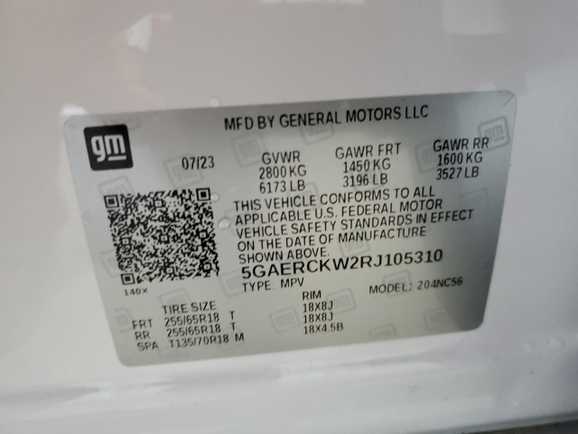 MFD BY GENERAL MOTORS LLC
gm
07/23 GVWR GAWR FRT GAWR RR
2800 KG 1450 KG 1600 KG
6173 LB 3196 LB 3527 LB
THIS VEHICLE CONFORMS TO ALL
APPLICABLE U.S. FEDERAL MOTOR
VEHICLE SAFETY STANDARDS IN EFFECT
ON THE DATE OF MANUFACTURE
SHOWN ABOVE.
5GAERCKW2RJ105310
140X TYPE: MPV MODEL: 204NC56
TIRE SIZE RIM
FRT 255/65R18 T 18X8J
RR 255/65R18 T 18X8J
SPA T135/70R18 M 18X4.5B